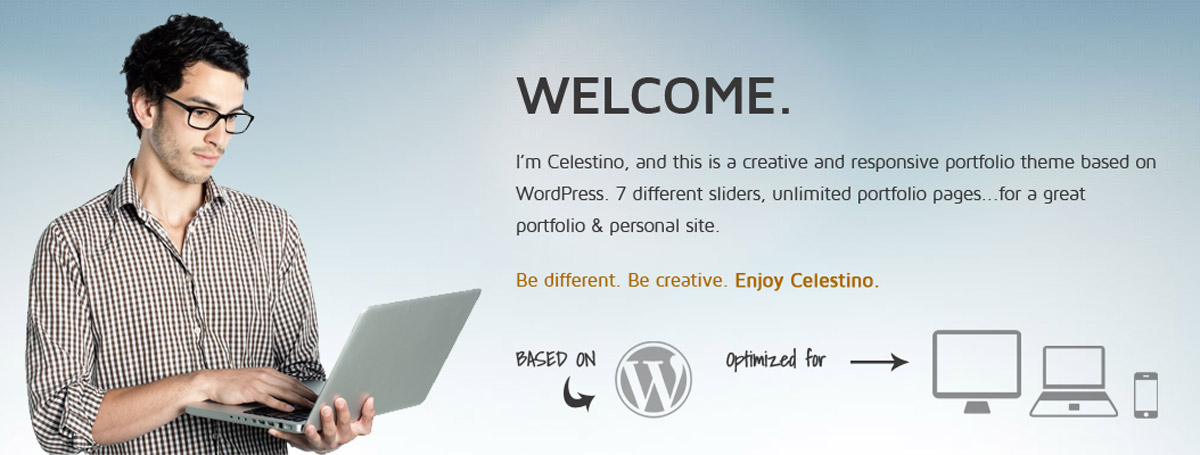 WELCOME.
I'm Celestino, and this is a creative and responsive portfolio theme based on
WordPress. 7 different sliders, unlimited portfolio pages...for a great
portfolio & personal site.
Be different. Be creative. Enjoy Celestino.
BASED ON
W
Optimized for